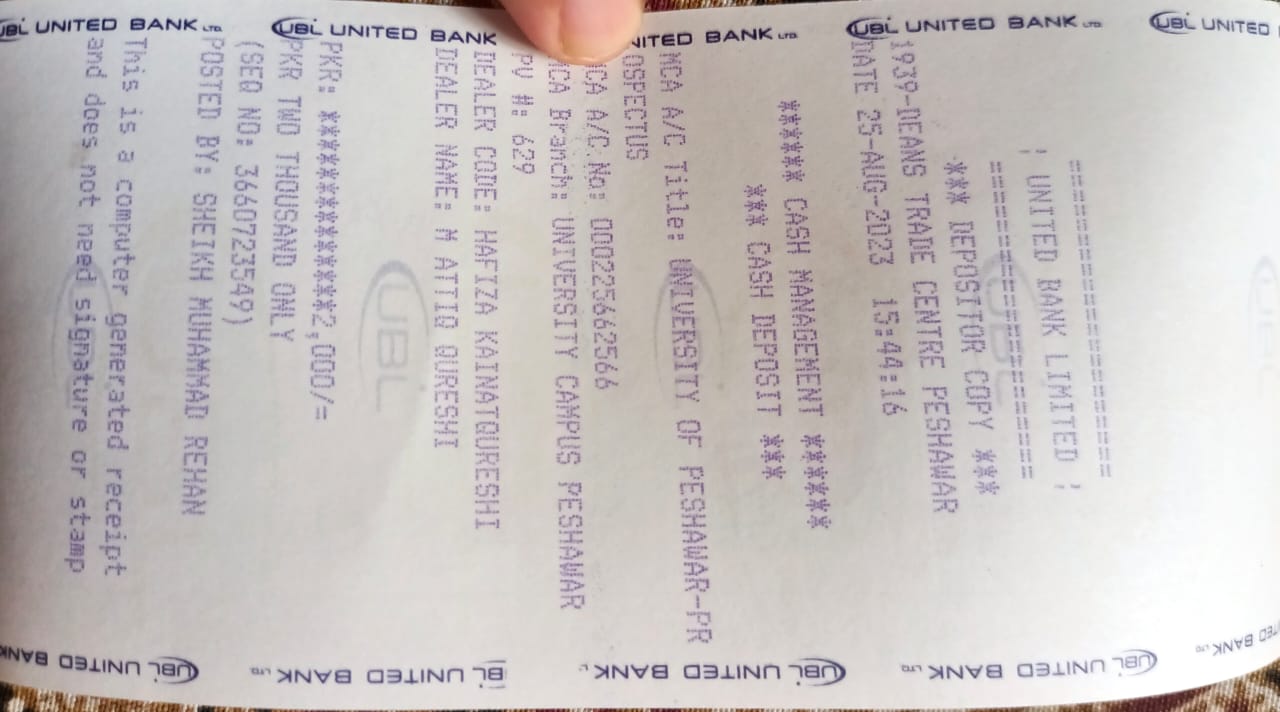 UBL UNITED BANK LTD.
UBL UNITED BANK
UNITED BANK LTD.
UBL UNITED BANK LTD.
UBL UNITED
========================
¦ UNITED BANK LIMITED ¦
========================
*** DEPOSITOR COPY ***
1939-DEANS TRADE CENTRE PESHAWAR
DATE 25-AUG-2023 15:44:16
****** CASH MANAGEMENT ******
*** CASH DEPOSIT ***
MCA A/C Title: UNIVERSITY OF PESHAWAR-PR
OSPECTUS
MCA A/C No: 000225662566
MCA Branch: UNIVERSITY CAMPUS PESHAWAR
PV #: 629
DEALER CODE: HAFIZA KAINATQURESHI
DEALER NAME: M ATTIQ QURESHI
PKR: ***************2,000/=
PKR TWO THOUSAND ONLY
(SEQ NO: 3660723549)
POSTED BY: SHEIKH MUHAMMAD REHAN
This is a computer generated receipt
and does not need signature or stamp
UBL
UBL
UBL UNITED BANK LTD
UBL UNITED BANK LTD
UBL UNITED BANK
UBL UNITED BANK LTD
UBL UNITED BANK